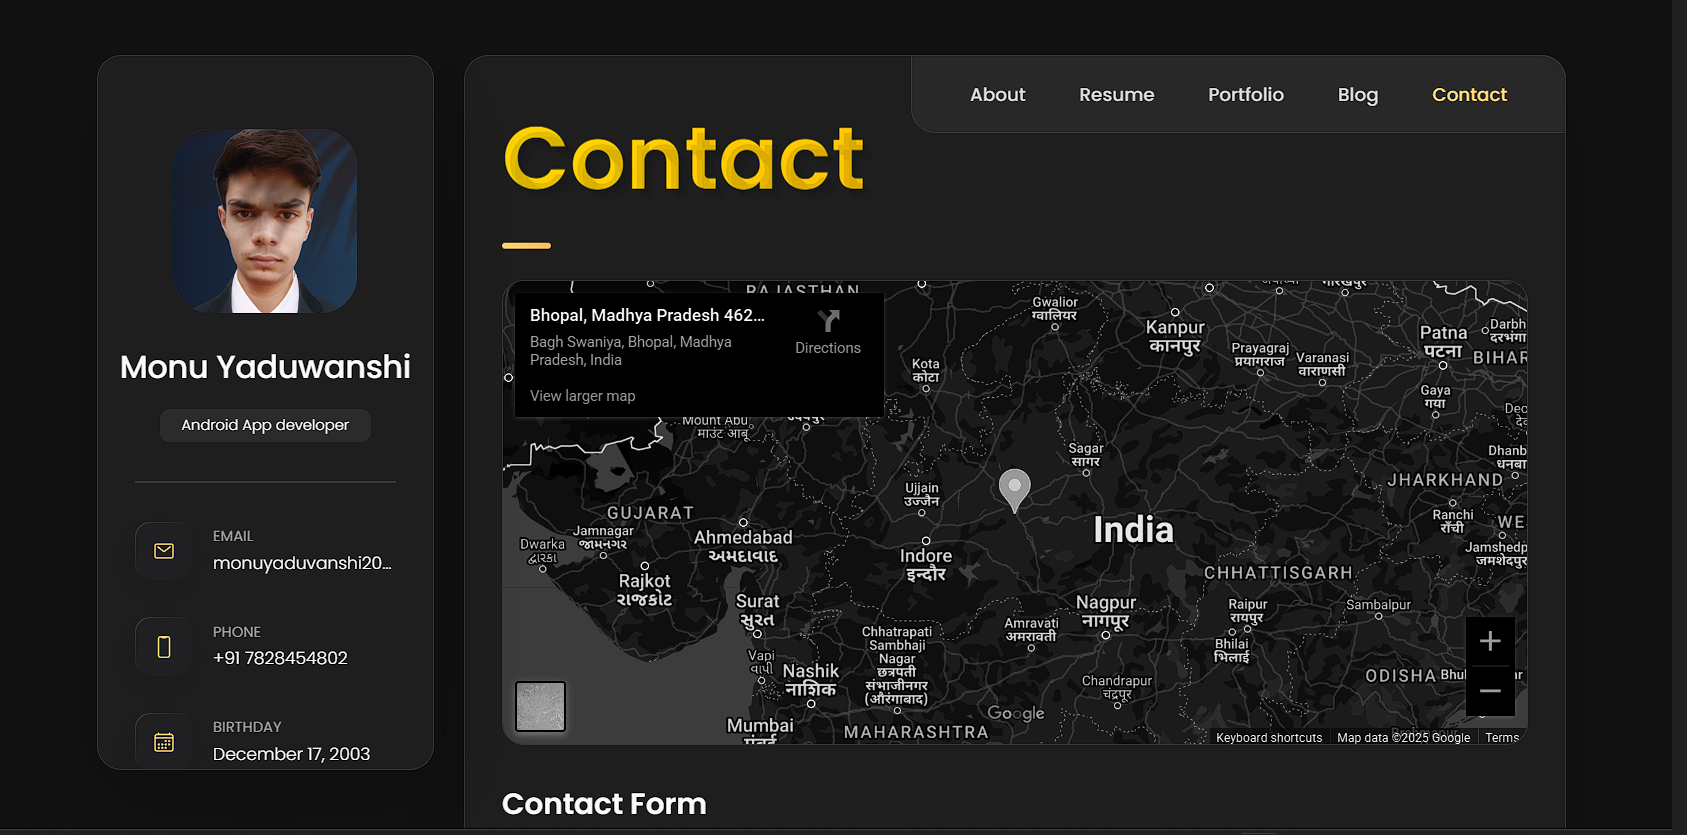 About
Resume
Portfolio
Blog
Contact
Monu Yaduwanshi
Android App developer
EMAIL
monuyaduvanshi20...
PHONE
+91 7828454802
BIRTHDAY
December 17, 2003
Contact
Bhopal, Madhya Pradesh 462...
Bagh Swaniya, Bhopal, Madhya
Pradesh, India
Directions
View larger map
RAJASTHAN
Gwalior
ग्वालियर
Kanpur
कानपुर
Patna
पटना
Darbh
दरभंगा
BIHAR
Prayagraj
प्रयागराज
Varanasi
वाराणसी
Kota
कोटा
Gaya
गया
Deo
Mount Abu
माउंट आबू
Sagar
सागर
Dhanb
धनबा
JHARKHAND
Ujjain
उज्जैन
GUJARAT
Jamnagar
જામનગર
Dwarka
દ્વારકા
Ahmedabad
અમદાવાદ
India
Ranchi
राँची
WE
Indore
इन्दौर
Jamshedp
जमशेदपुर
Rajkot
રાજકોટ
CHHATTISGARH
Surat
સુરત
Nagpur
नागपूर
Raipur
रायपुर
Sambalpur
Amravati
अमरावती
Bhilai
भिलाई
Chhatrapati
Sambhaji
Nagar
छत्रपती
संभाजीनगर
(औरंगाबाद)
Vapi
વાપી
Nashik
नाशिक
Chandrapur
चंद्रपूर
ODISHA
Bhu
Mumbai
मुंबई
MAHARASHTRA
Google
Keyboard shortcuts
Map data ©2025 Google
Terms
Contact Form